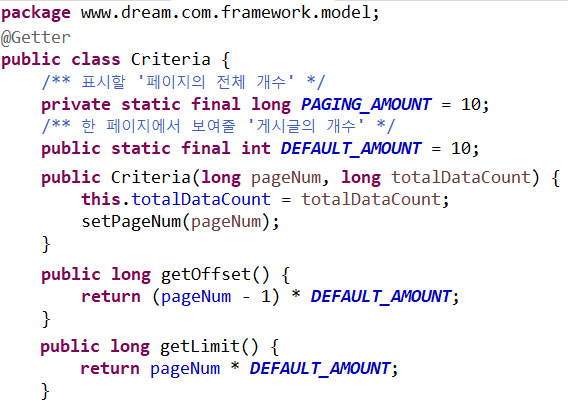 package www.dream.com.framework.model;
@Getter
public class Criteria {
/** 표시할 '페이지의 전체 개수' */
private static final long PAGING_AMOUNT = 10;
/** 한 페이지에서 보여줄 '게시글의 개수' */
public static final int DEFAULT_AMOUNT = 10;
public Criteria(long pageNum, long totalDataCount) {
this.totalDataCount = totalDataCount;
setPageNum(pageNum);
}
public long getOffset() {
return (pageNum - 1) * DEFAULT_AMOUNT;
}
public long getLimit() {
return pageNum * DEFAULT_AMOUNT;
}